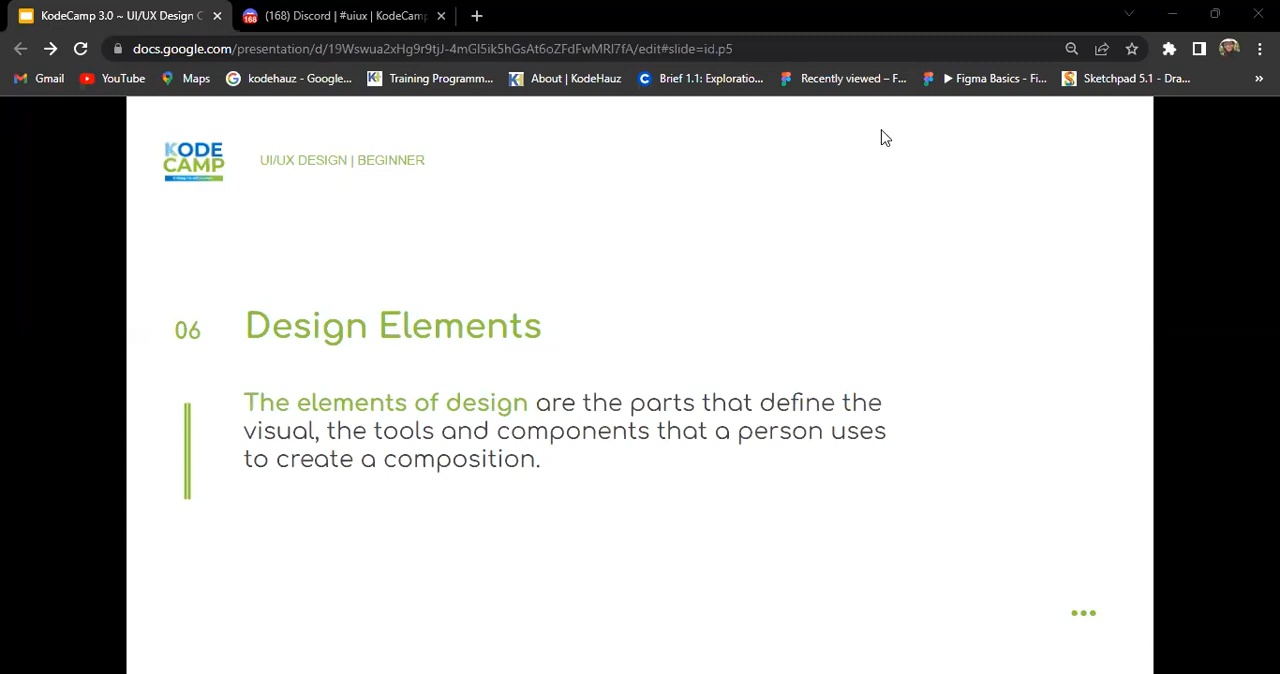 KodeCamp 3.0 ~ UI/UX Design C
168
(168) Discord | #uiux | KodeCamp
docs.google.com/presentation/d/19Wswua2xHg9r9tjJ-4mGl5ik5hGsAt6oZFdFwMRl7fA/edit#slide=id.p5
Gmail
YouTube
Maps
kodehauz - Google...
Training Programm...
About | KodeHauz
Brief 1.1: Exploratio...
Recently viewed – F...
Figma Basics - Fi...
Sketchpad 5.1 - Dra...
KODE
CAMP
UI/UX DESIGN | BEGINNER
06
Design Elements
The elements of design are the parts that define the
visual, the tools and components that a person uses
to create a composition.